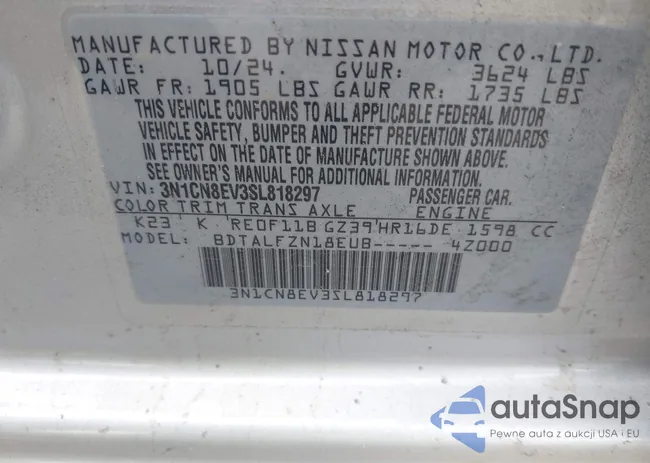 MANUFACTURED BY NISSAN MOTOR CO., LTD.
DATE: 10/24. GVWR: 3624 LBS
GAWR FR: 1905 LBS GAWR RR: 1735 LBS
THIS VEHICLE CONFORMS TO ALL APPLICABLE FEDERAL MOTOR
VEHICLE SAFETY, BUMPER AND THEFT PREVENTION STANDARDS
IN EFFECT ON THE DATE OF MANUFACTURE SHOWN ABOVE.
SEE OWNER'S MANUAL FOR ADDITIONAL INFORMATION.
VIN: 3N1CN8EV3SL818297 PASSENGER CAR.
COLOR TRIM TRANS AXLE ENGINE
K23 K RE0F11B GZ39 HR16DE 1598 CC
MODEL: BDTALFZN18EUB----- 4Z000
3N1CN8EV3SL818297
autaSnap
Pewne auta z aukcji USA i EU